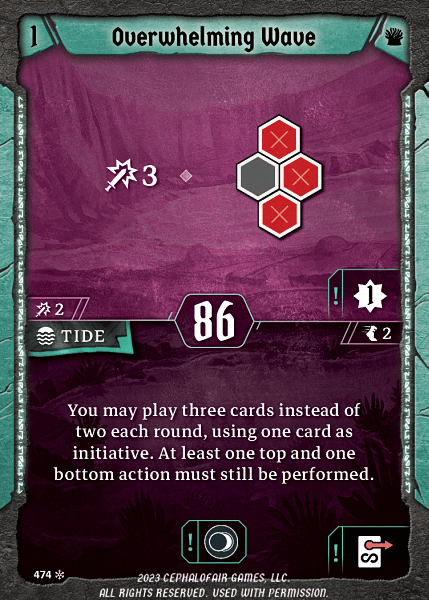 1
Overwhelming Wave
3
! 1
2
86
TIDE
2
You may play three cards instead of
two each round, using one card as
initiative. At least one top and one
bottom action must still be performed.
!
!
474
2023 CEPHALOFAIR GAMES, LLC.
ALL RIGHTS RESERVED. USED WITH PERMISSION.